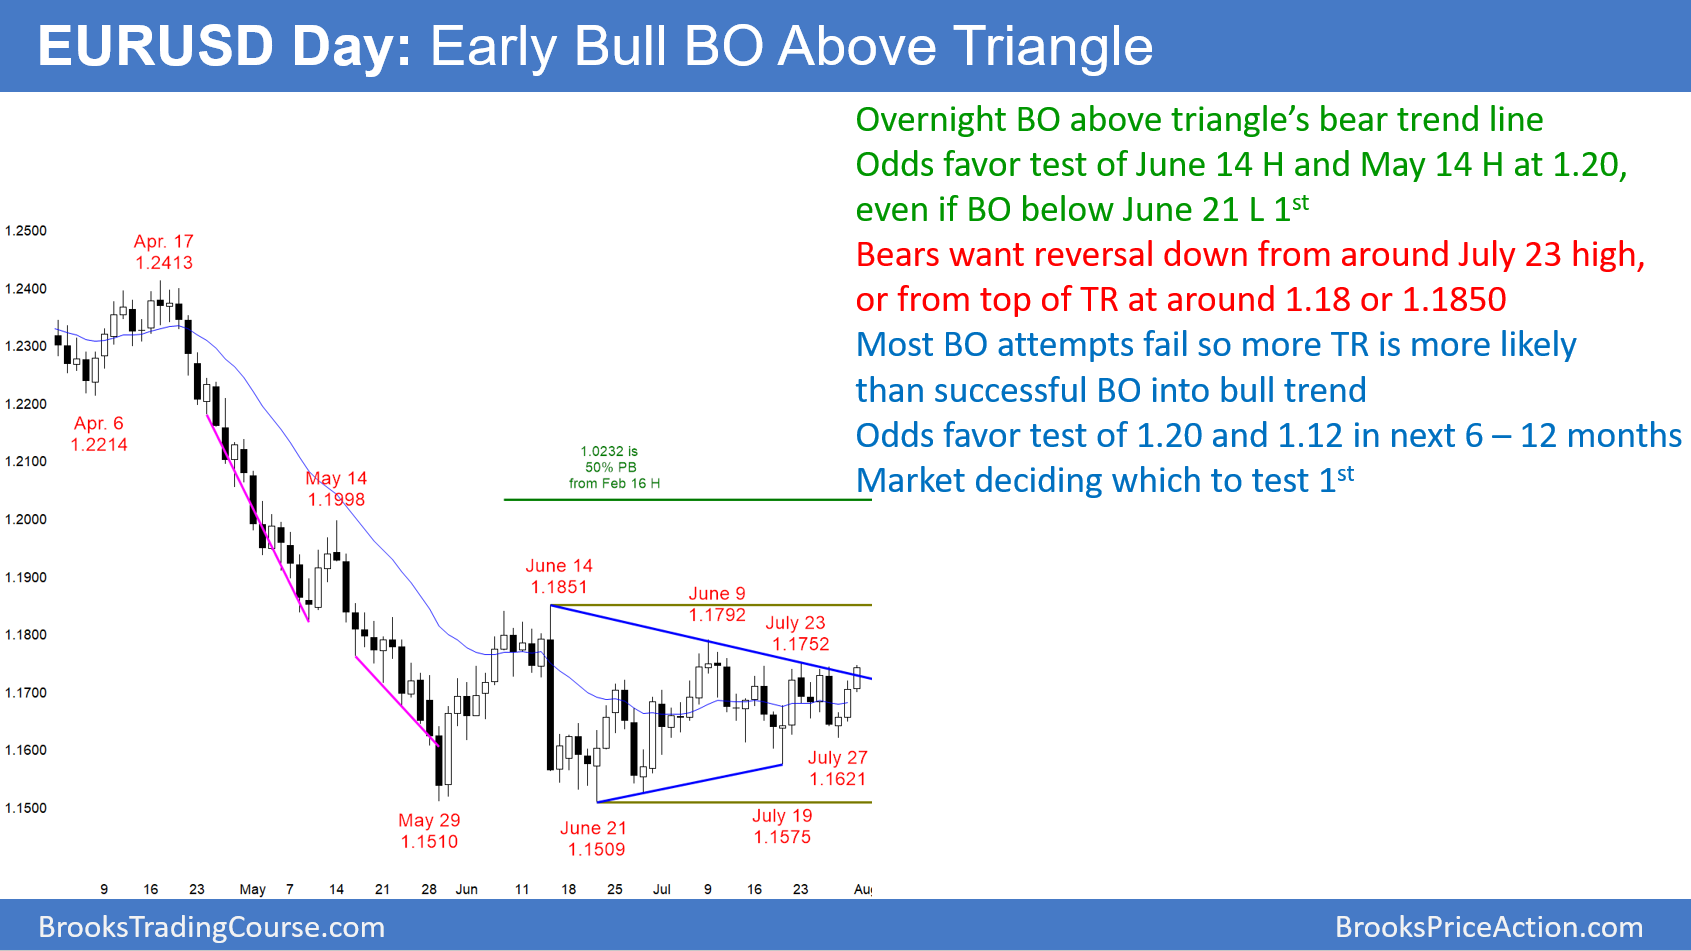 EURUSD Day: Early Bull BO Above Triangle
Overnight BO above triangle’s bear trend line
Odds favor test of June 14 H and May 14 H at 1.20,
even if BO below June 21 L 1st
Bears want reversal down from around July 23 high,
or from top of TR at around 1.18 or 1.1850
Most BO attempts fail so more TR is more likely
than successful BO into bull trend
Odds favor test of 1.20 and 1.12 in next 6 – 12 months
Market deciding which to test 1st
1.2500
1.2400
1.2300
1.2200
1.2100
1.2000
1.1900
1.1800
1.1700
1.1600
1.1500
Apr. 17
1.2413
Apr. 6
1.2214
May 14
1.1998
1.0232 is
50% PB
from Feb 16 H
June 14
1.1851
June 9
1.1792
July 23
1.1752
July 27
1.1621
May 29
1.1510
June 21
1.1509
July 19
1.1575
9 16 23 May 7 14 21 28 Jun 11 18 25 Jul 9 16 23 Aug
BrooksTradingCourse.com
BrooksPriceAction.com